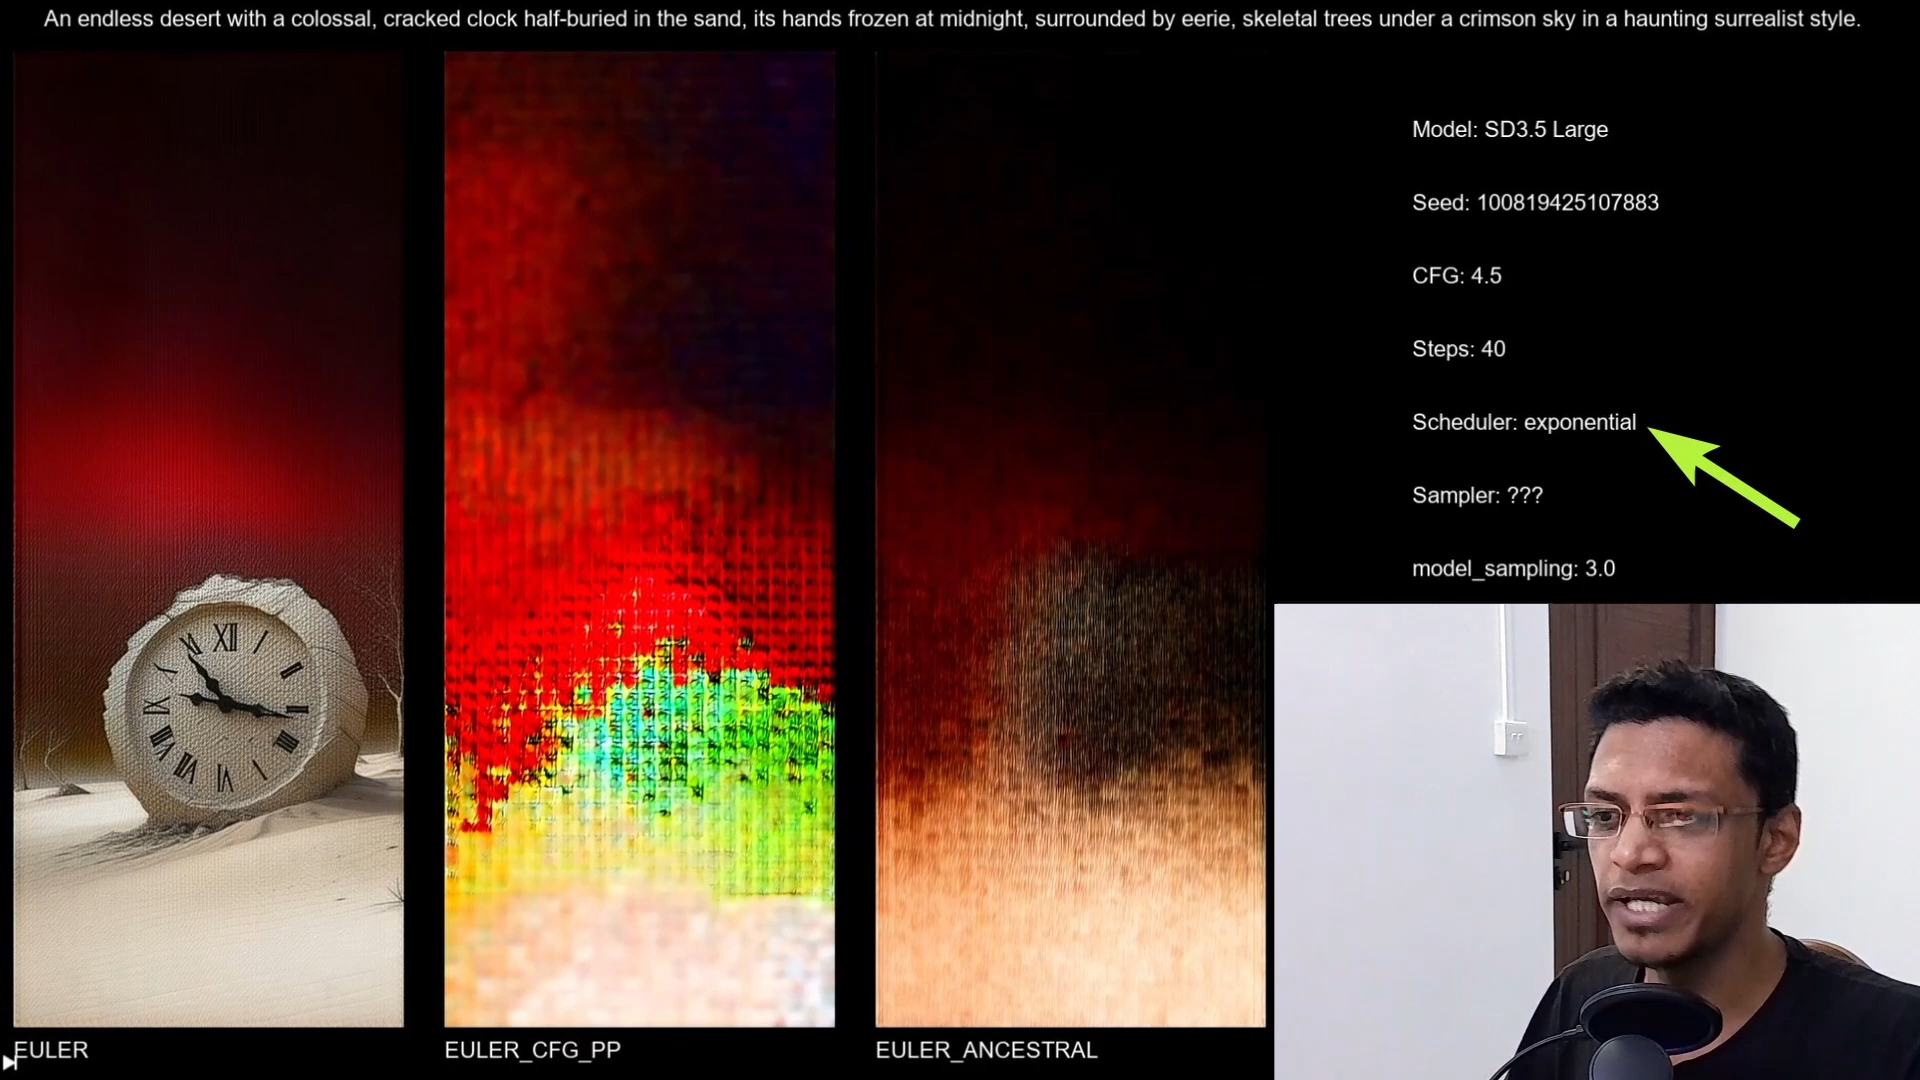 An endless desert with a colossal, cracked clock half-buried in the sand, its hands frozen at midnight, surrounded by eerie, skeletal trees under a crimson sky in a haunting surrealist style.
Model: SD3.5 Large
Seed: 100819425107883
CFG: 4.5
Steps: 40
Scheduler: exponential
Sampler: ???
model_sampling: 3.0
XII
EULER
EULER_CFG_PP
EULER_ANCESTRAL